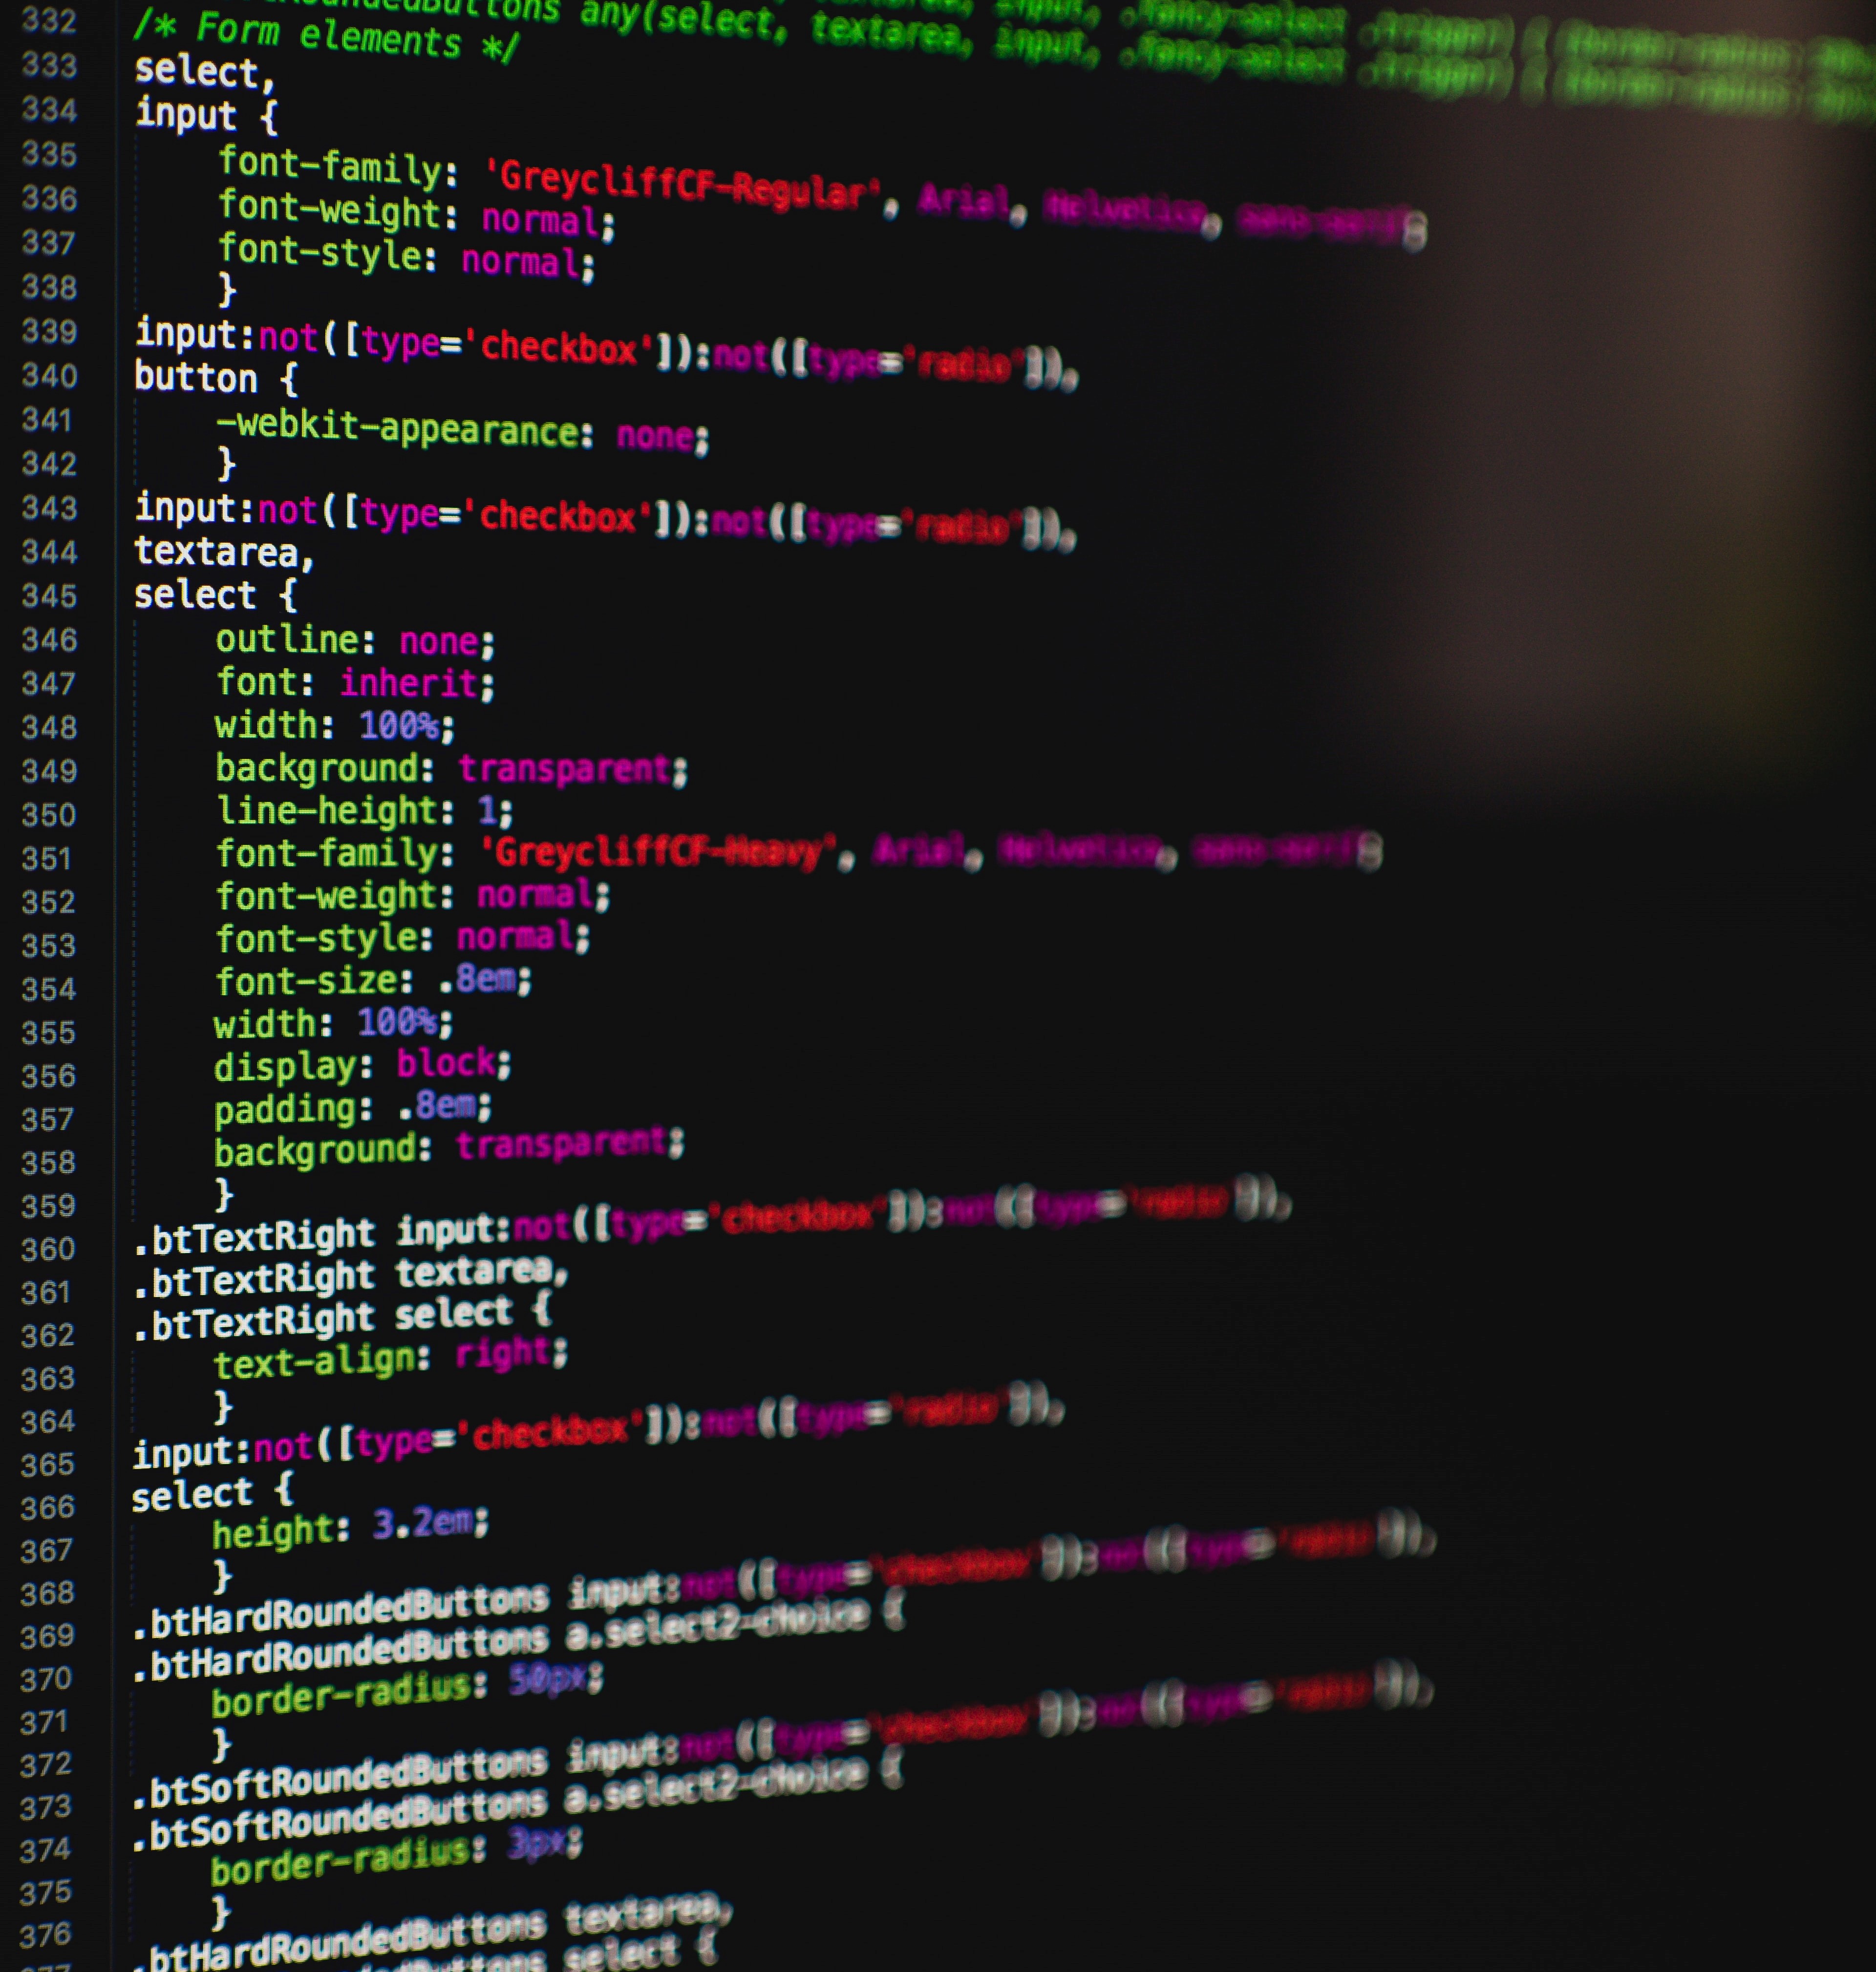 any(select, textarea, input, .fancy-select
332 /* Form elements */
333 select,
334 input {
335 font-family: 'GreycliffCF-Regular', Arial, Helvetica, sans-serif;
336 font-weight: normal;
337 font-style: normal;
338 }
339 input:not([type='checkbox']):not([type='radio']),
340 button {
341 -webkit-appearance: none;
342 }
343 input:not([type='checkbox']):not([type='radio']),
344 textarea,
345 select {
346 outline: none;
347 font: inherit;
348 width: 100%;
349 background: transparent;
350 line-height: 1;
351 font-family: 'GreycliffCF-Heavy', Arial, Helvetica, sans-serif;
352 font-weight: normal;
353 font-style: normal;
354 font-size: .8em;
355 width: 100%;
356 display: block;
357 padding: .8em;
358 background: transparent;
359 }
360 .btTextRight input:not([type='checkbox']):not([type='radio']),
361 .btTextRight textarea,
362 .btTextRight select {
363 text-align: right;
364 }
365 input:not([type='checkbox']):not([type='radio']),
366 select {
367 height: 3.2em;
368 }
369 .btHardRoundedButtons input:not([type='checkbox']):not([type='radio']),
370 .btHardRoundedButtons a.select2-choice {
371 border-radius: 50px;
372 }
373 .btSoftRoundedButtons input:not([type='checkbox']):not([type='radio']),
374 .btSoftRoundedButtons a.select2-choice {
375 border-radius: 3px;
376 }
.btHardRoundedButtons textarea,
select {